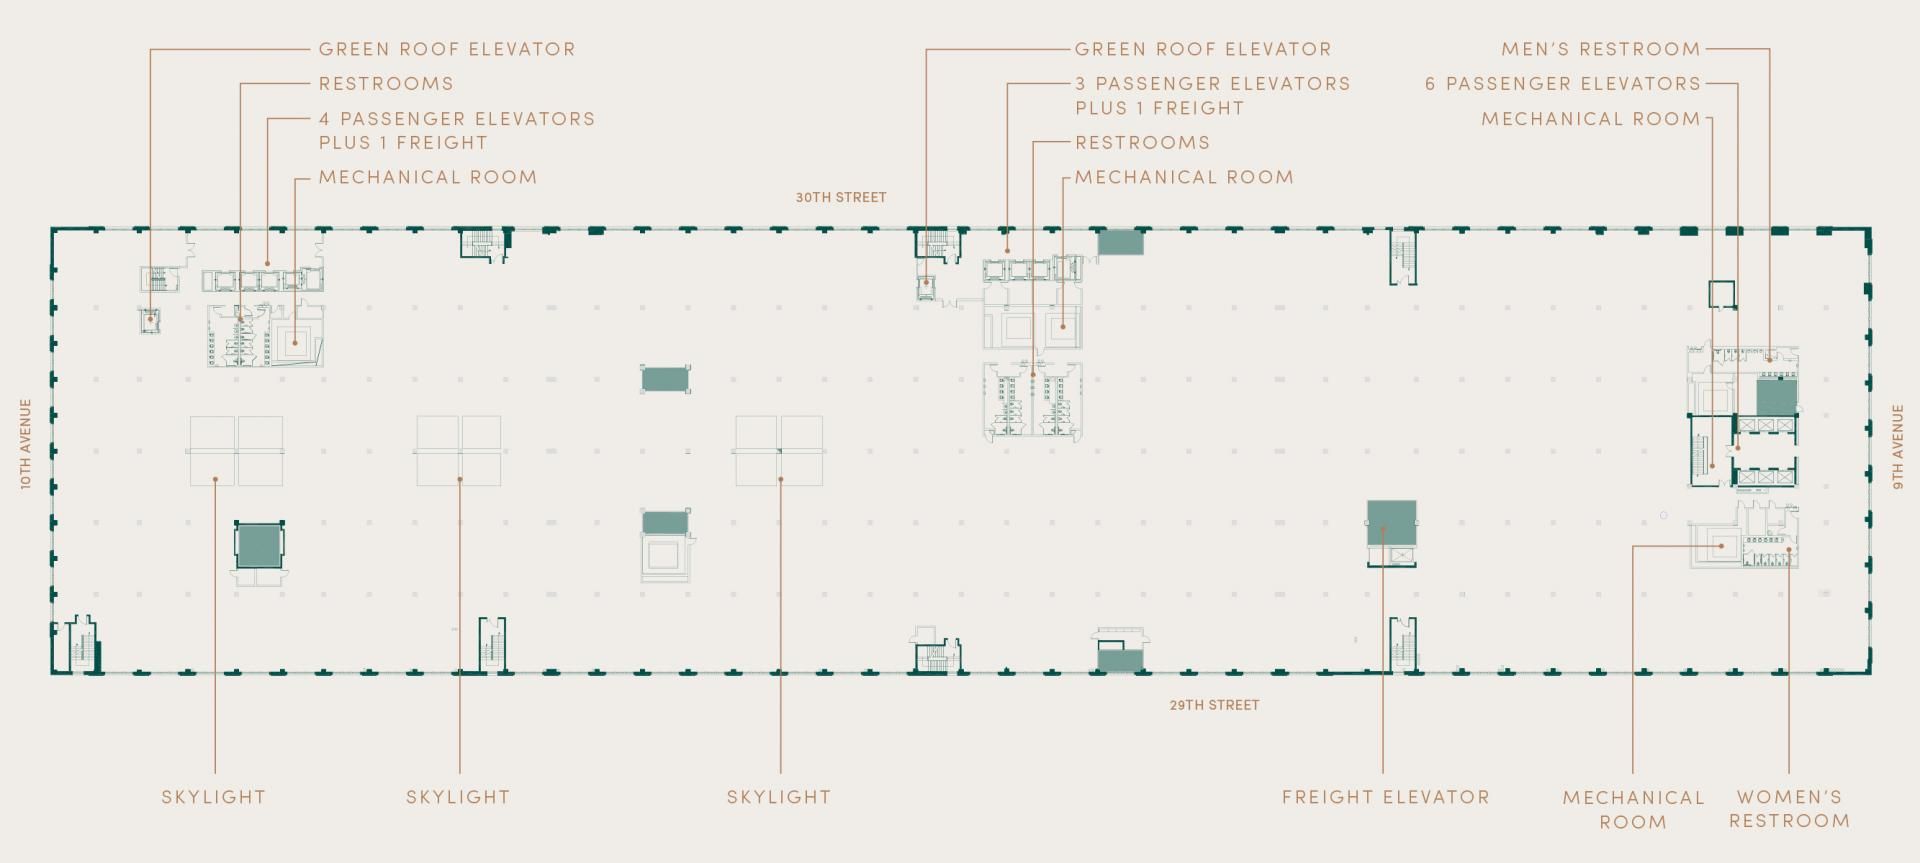 GREEN ROOF ELEVATOR
RESTROOMS
4 PASSENGER ELEVATORS
PLUS 1 FREIGHT
MECHANICAL ROOM
GREEN ROOF ELEVATOR
3 PASSENGER ELEVATORS
PLUS 1 FREIGHT
RESTROOMS
MECHANICAL ROOM
MEN’S RESTROOM
6 PASSENGER ELEVATORS
MECHANICAL ROOM
30TH STREET
10TH AVENUE
9TH AVENUE
29TH STREET
SKYLIGHT
SKYLIGHT
SKYLIGHT
FREIGHT ELEVATOR
MECHANICAL
ROOM
WOMEN’S
RESTROOM